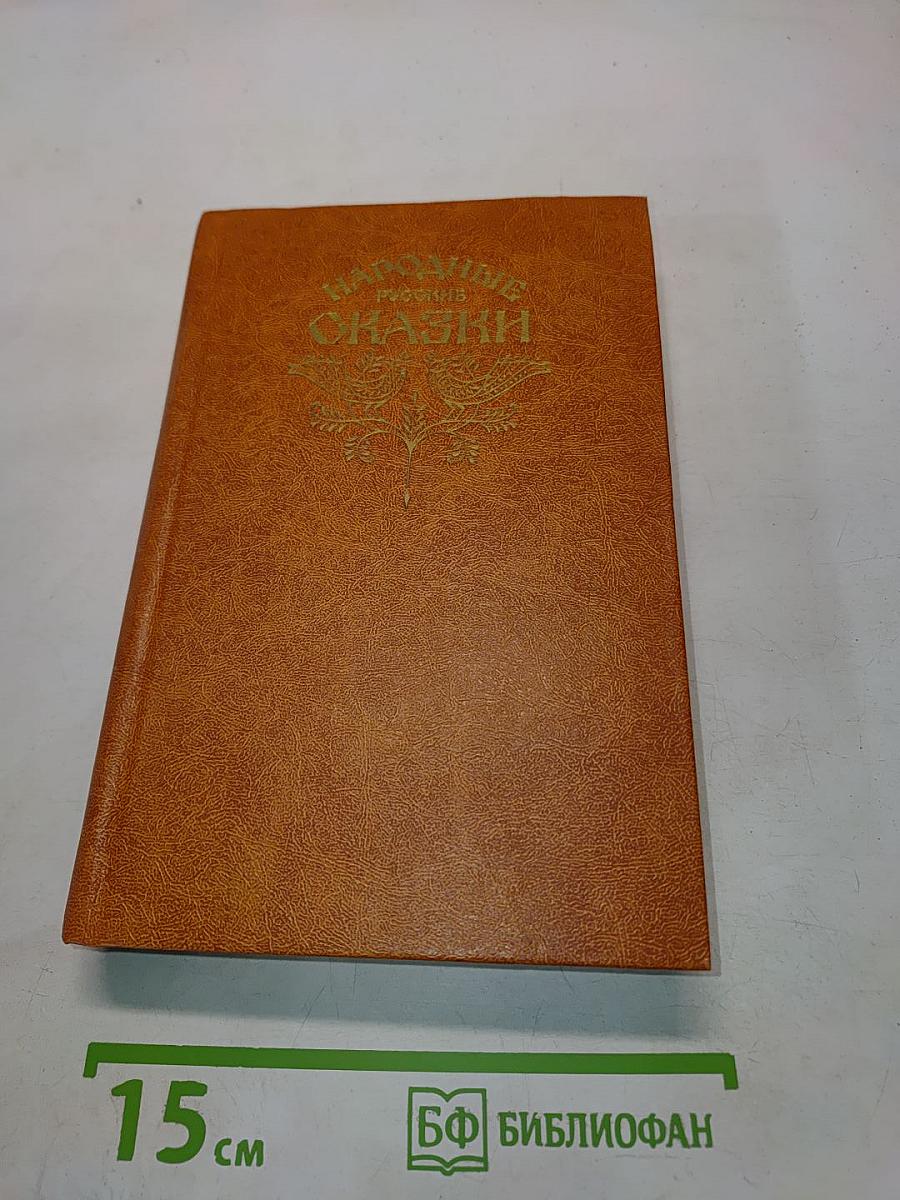 НАРОДНЫЕ
РУССКИЕ
СКАЗКИ
15 см
БФ БИБЛИОФАН